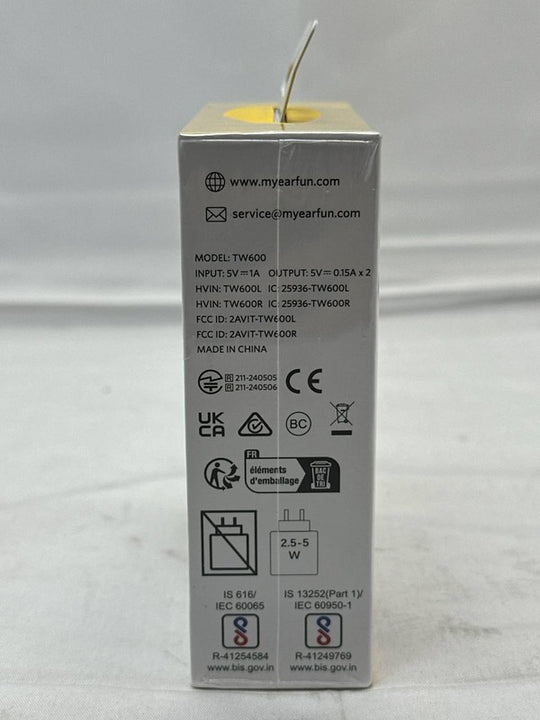 www.myearfun.com
service@myearfun.com
MODEL: TW600
INPUT: 5V⎓1A OUTPUT: 5V⎓0.15A x 2
HVIN: TW600L IC: 25936-TW600L
HVIN: TW600R IC: 25936-TW600R
FCC ID: 2AVIT-TW600L
FCC ID: 2AVIT-TW600R
MADE IN CHINA
R 211-240505
R 211-240506
CE
UK
CA
BC
FR
éléments
d'emballage
BAC
DE
TRI
2.5-5
W
IS 616/
IEC 60065
IS 13252(Part 1)/
IEC 60950-1
R-41254584
www.bis.gov.in
R-41249769
www.bis.gov.in